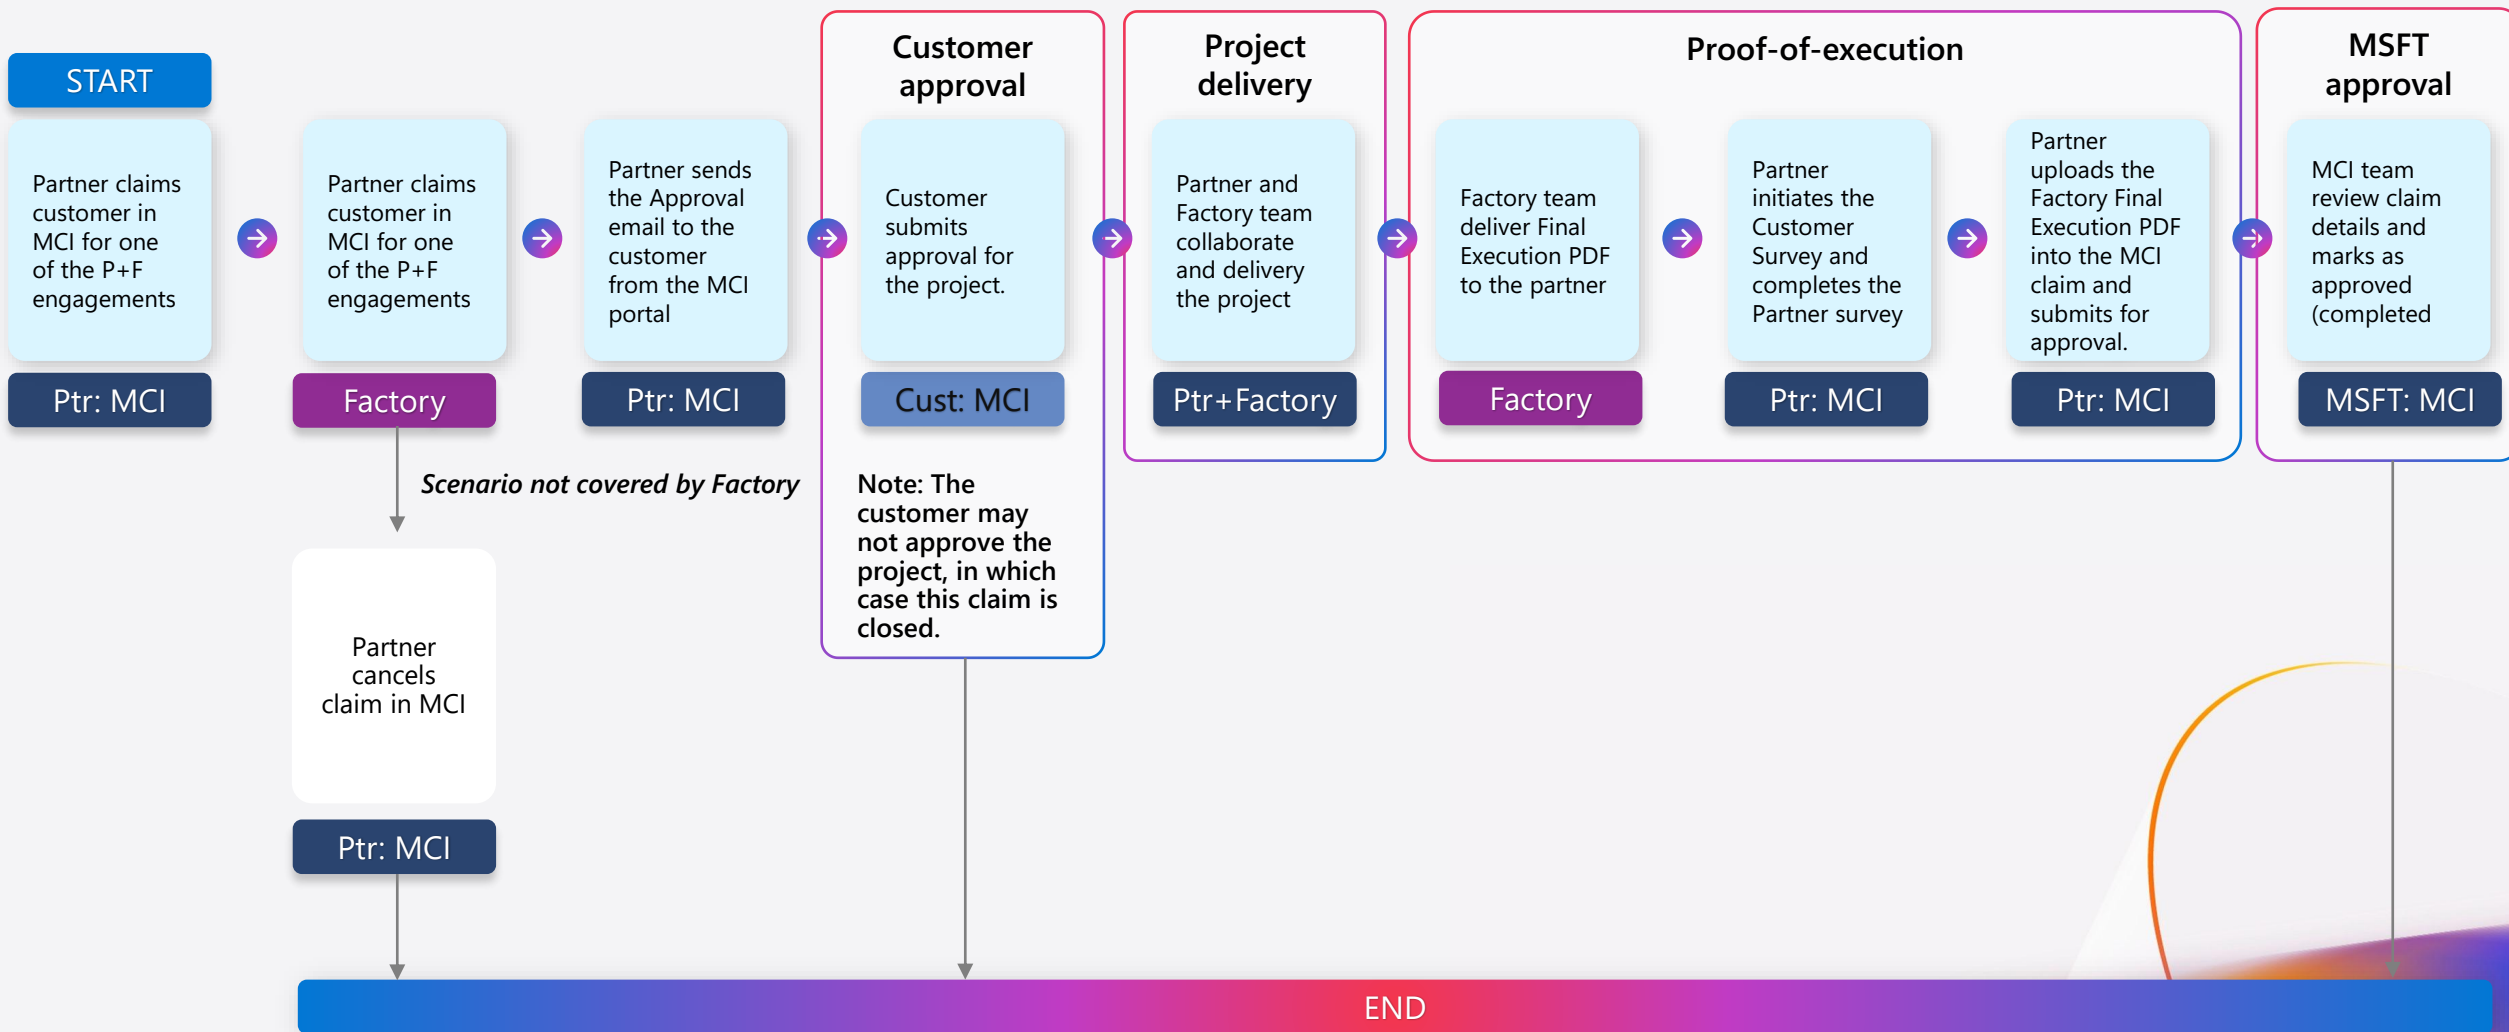 START
Partner claims
customer in
MCI for one
of the P+F
engagements
Ptr: MCI
Partner claims
customer in
MCI for one
of the P+F
engagements
Factory
Scenario not covered by Factory
Partner
cancels
claim in MCI
Ptr: MCI
Partner sends
the Approval
email to the
customer
from the MCI
portal
Ptr: MCI
Customer
approval
Customer
submits
approval for
the project.
Cust: MCI
Note: The
customer may
not approve the
project, in which
case this claim is
closed.
Project
delivery
Partner and
Factory team
collaborate
and delivery
the project
Ptr+Factory
Proof-of-execution
Factory team
deliver Final
Execution PDF
to the partner
Factory
Partner
initiates the
Customer
Survey and
completes the
Partner survey
Ptr: MCI
Partner
uploads the
Factory Final
Execution PDF
into the MCI
claim and
submits for
approval.
Ptr: MCI
MSFT
approval
MCI team
review claim
details and
marks as
approved
(completed
MSFT: MCI
END